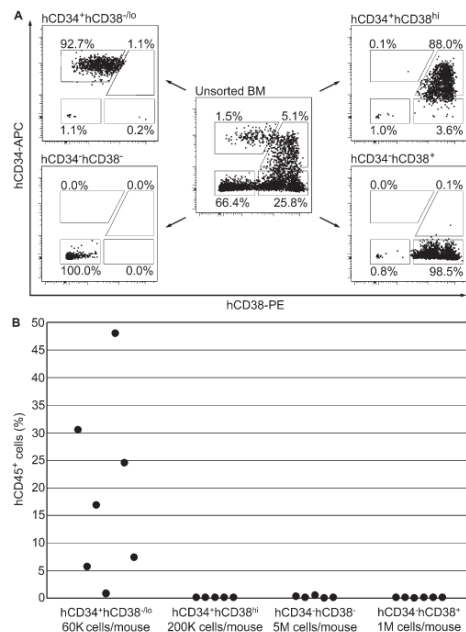 A
hCD34+hCD38-/lo
hCD34+hCD38hi
92.7%
1.1%
1.1%
0.2%
0.1%
88.0%
1.0%
3.6%
Unsorted BM
1.5%
5.1%
66.4%
25.8%
hCD34-hCD38-
hCD34-hCD38+
0.0%
0.0%
100.0%
0.0%
0.0%
0.1%
0.8%
98.5%
hCD34-APC
hCD38-PE
B
50
45
40
35
30
25
20
15
10
5
0
hCD45+ cells (%)
hCD34+hCD38-/lo
60K cells/mouse
hCD34+hCD38hi
200K cells/mouse
hCD34-hCD38-
5M cells/mouse
hCD34-hCD38+
1M cells/mouse